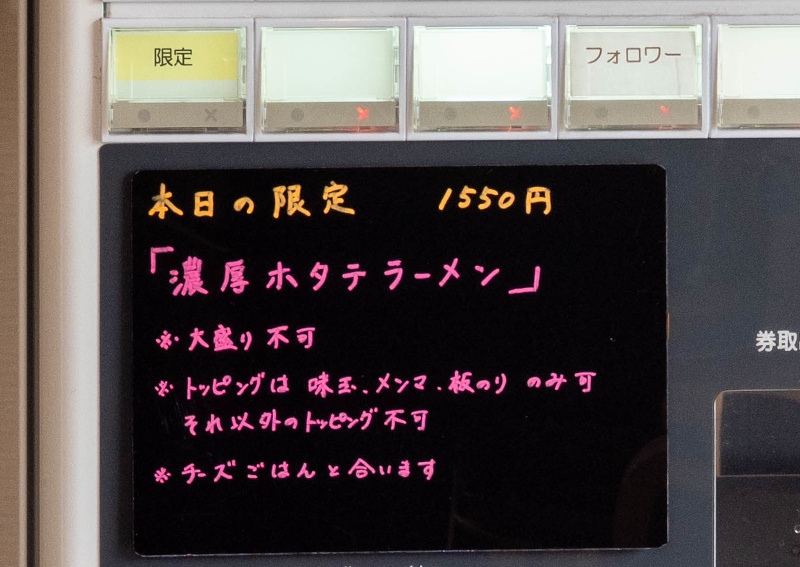 限定
フォロワー
本日の限定 1550円
「濃厚ホタテラーメン」
※大盛り不可
※トッピングは 味玉、メンマ、板のり のみ可
それ以外のトッピング不可
※チーズごはんと合います
券取